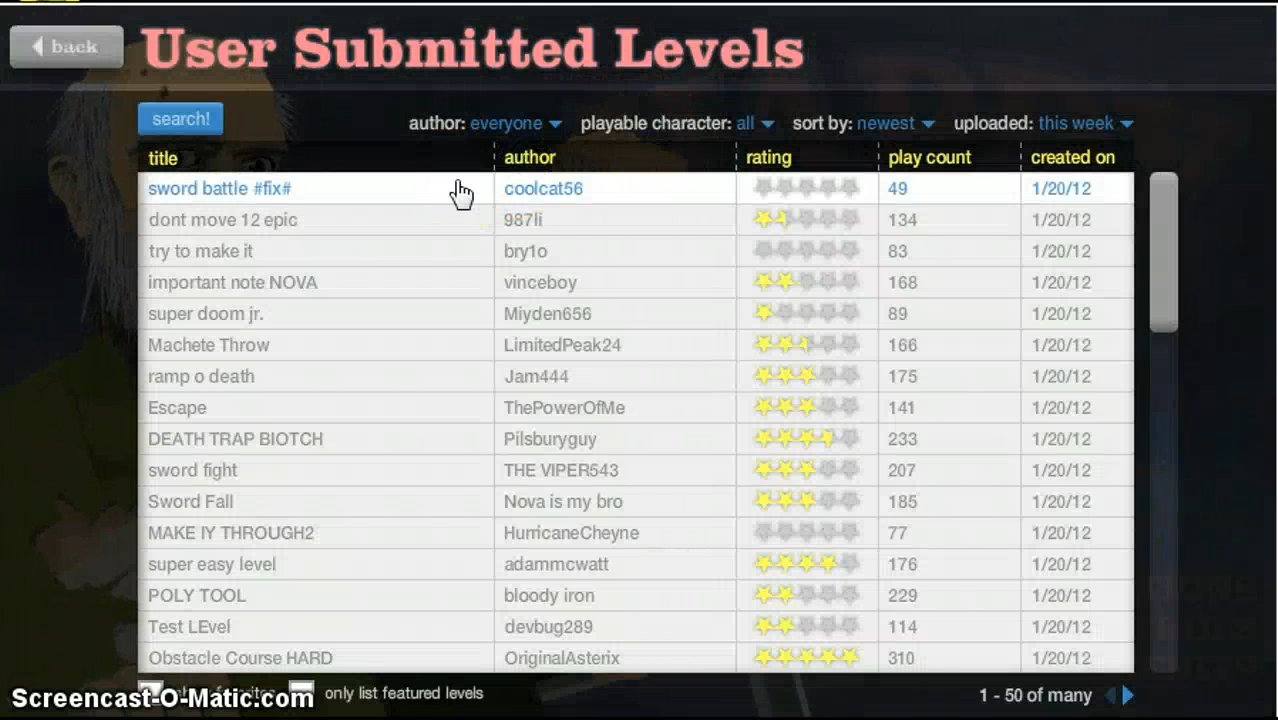 back
User Submitted Levels
search!
author: everyone playable character: all sort by: newest uploaded: this week
title author rating play count created on
sword battle #fix# coolcat56 49 1/20/12
dont move 12 epic 987li 134 1/20/12
try to make it bry1o 83 1/20/12
important note NOVA vinceboy 168 1/20/12
super doom jr. Miyden656 89 1/20/12
Machete Throw LimitedPeak24 166 1/20/12
ramp o death Jam444 175 1/20/12
Escape ThePowerOfMe 141 1/20/12
DEATH TRAP BIOTCH Pilsburyguy 233 1/20/12
sword fight THE VIPER543 207 1/20/12
Sword Fall Nova is my bro 185 1/20/12
MAKE IY THROUGH2 HurricaneCheyne 77 1/20/12
super easy level adammcwatt 176 1/20/12
POLY TOOL bloody iron 229 1/20/12
Test LEvel devbug289 114 1/20/12
Obstacle Course HARD OriginalAsterix 310 1/20/12
only list featured levels 1 - 50 of many
Screencast-O-Matic.com